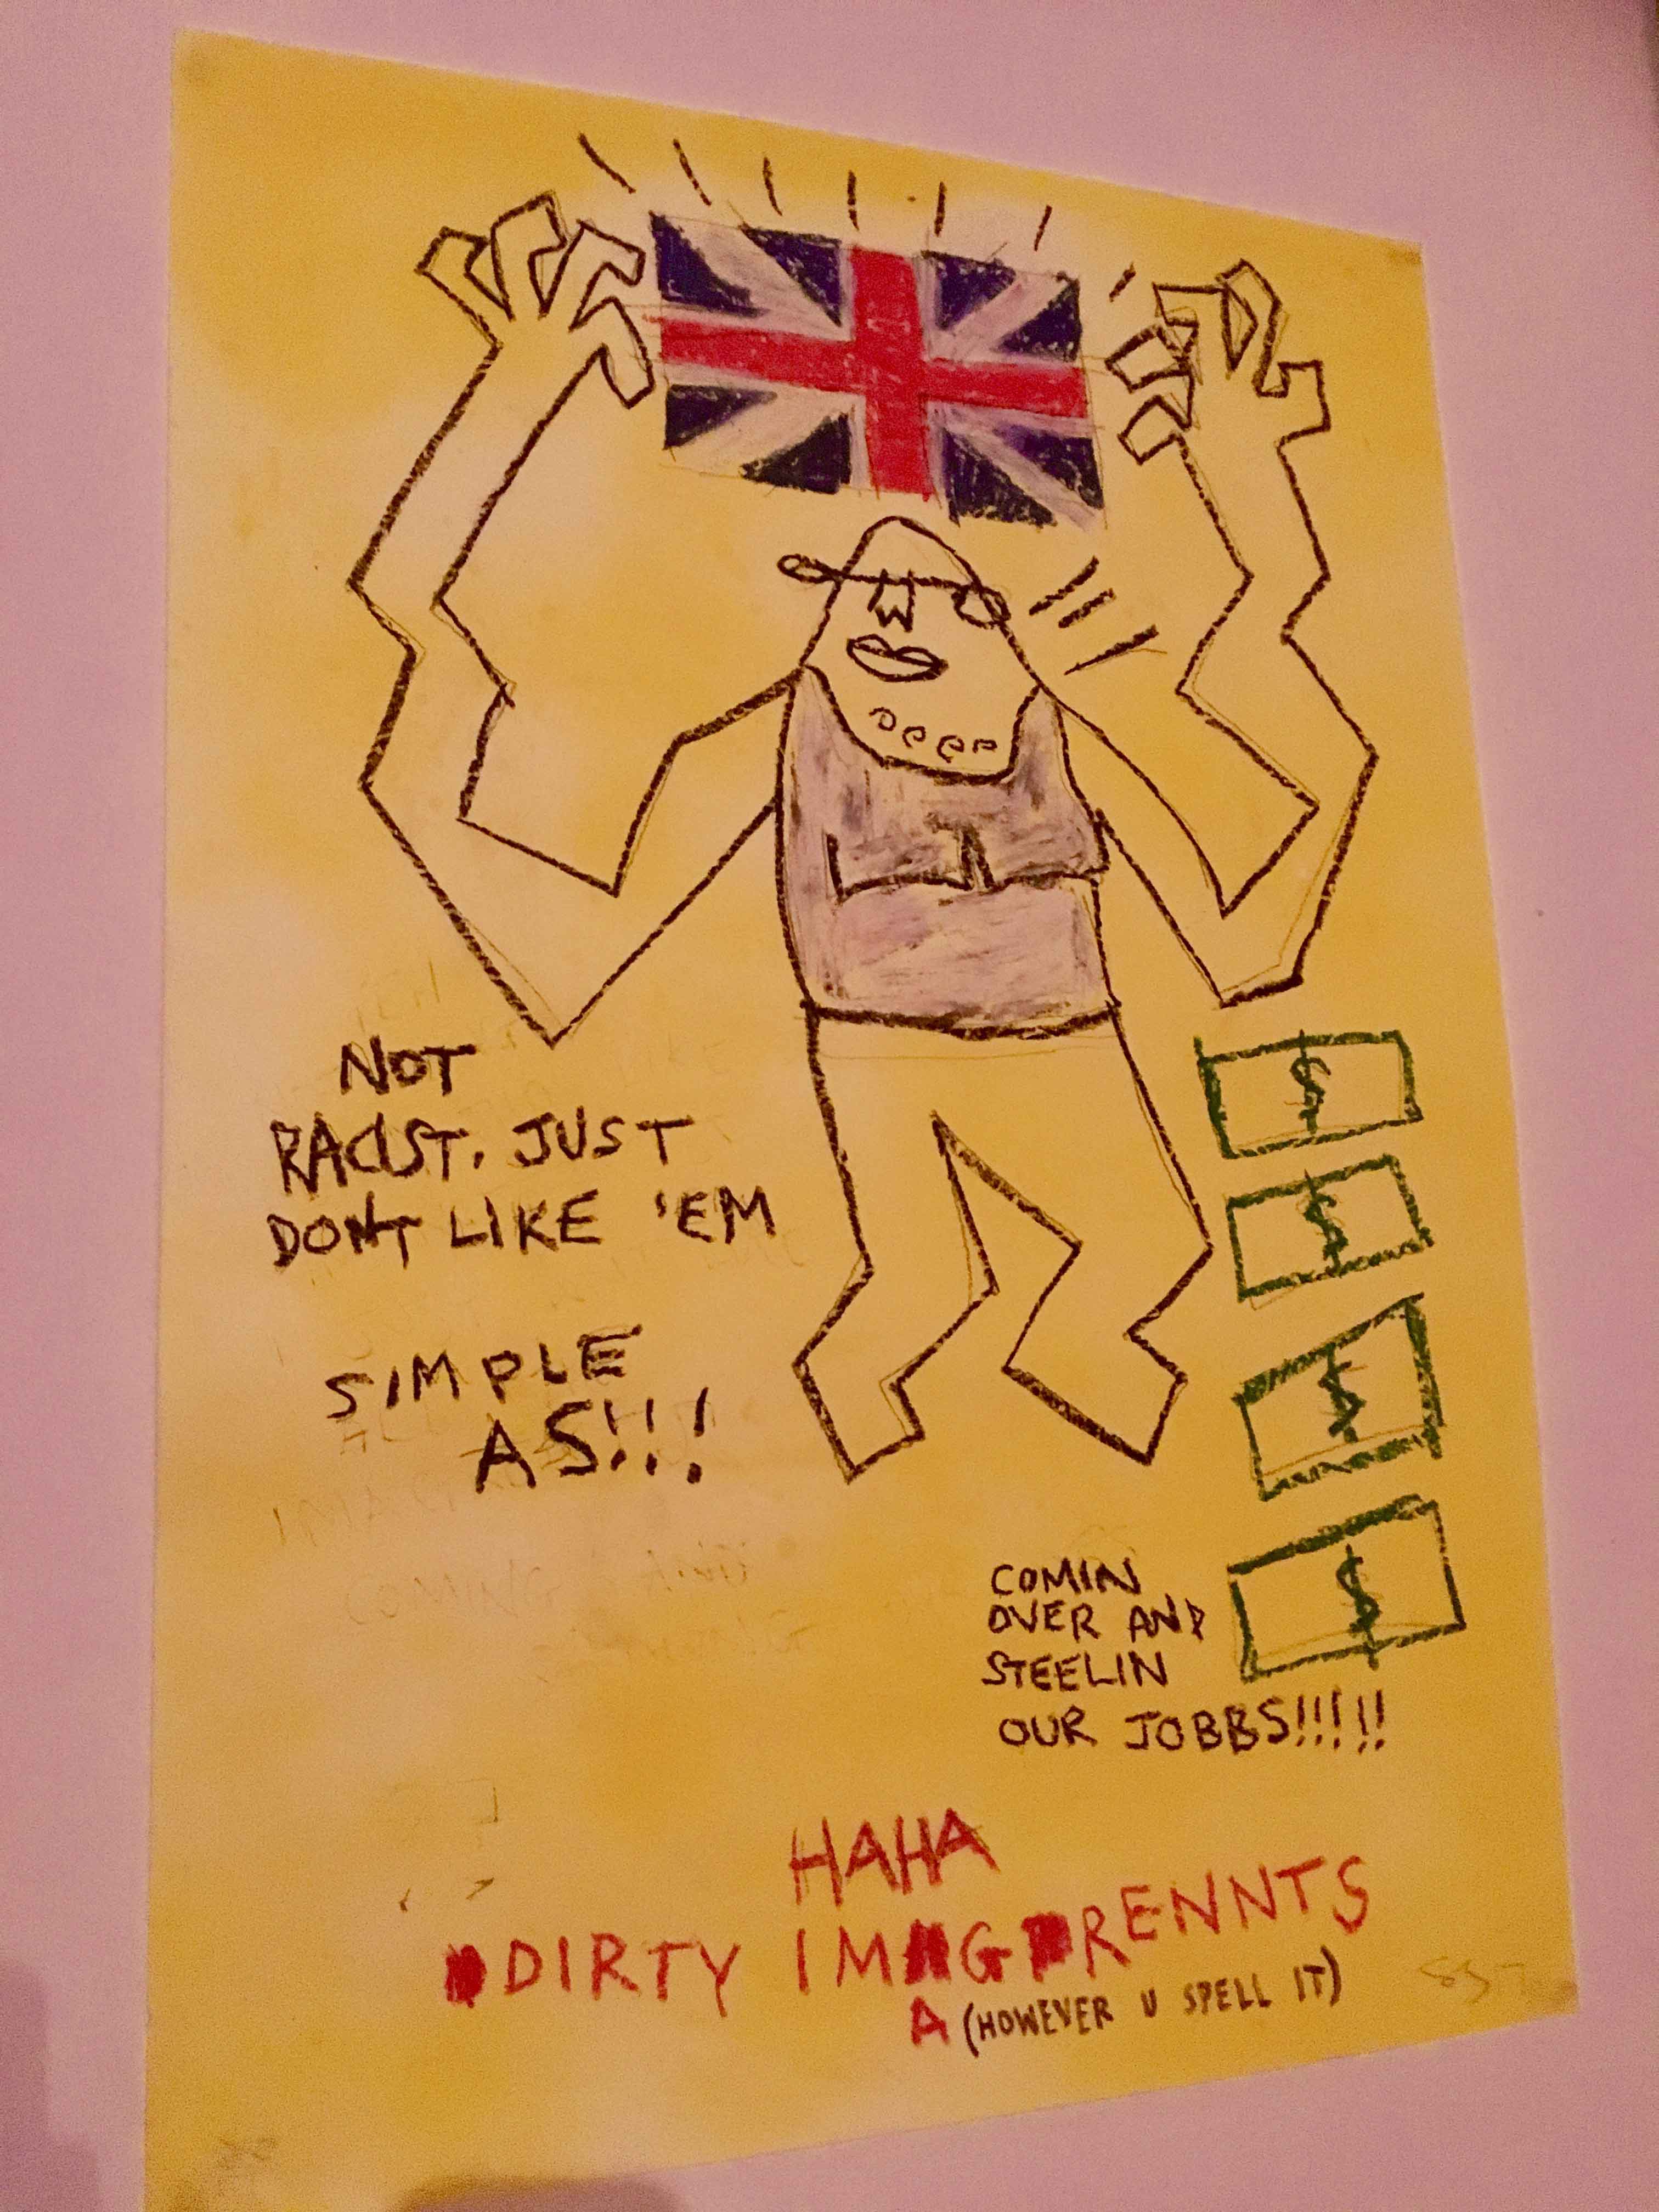 NOT
RACIST. JUST
DONT LIKE 'EM
SIMPLE
AS!!!
$
$
$
$
COMIN
OVER AND
STEELIN
OUR JOBBS!!!!!
HAHA
DIRTY IMGRENNTS
A (HOWEVER U SPELL IT)